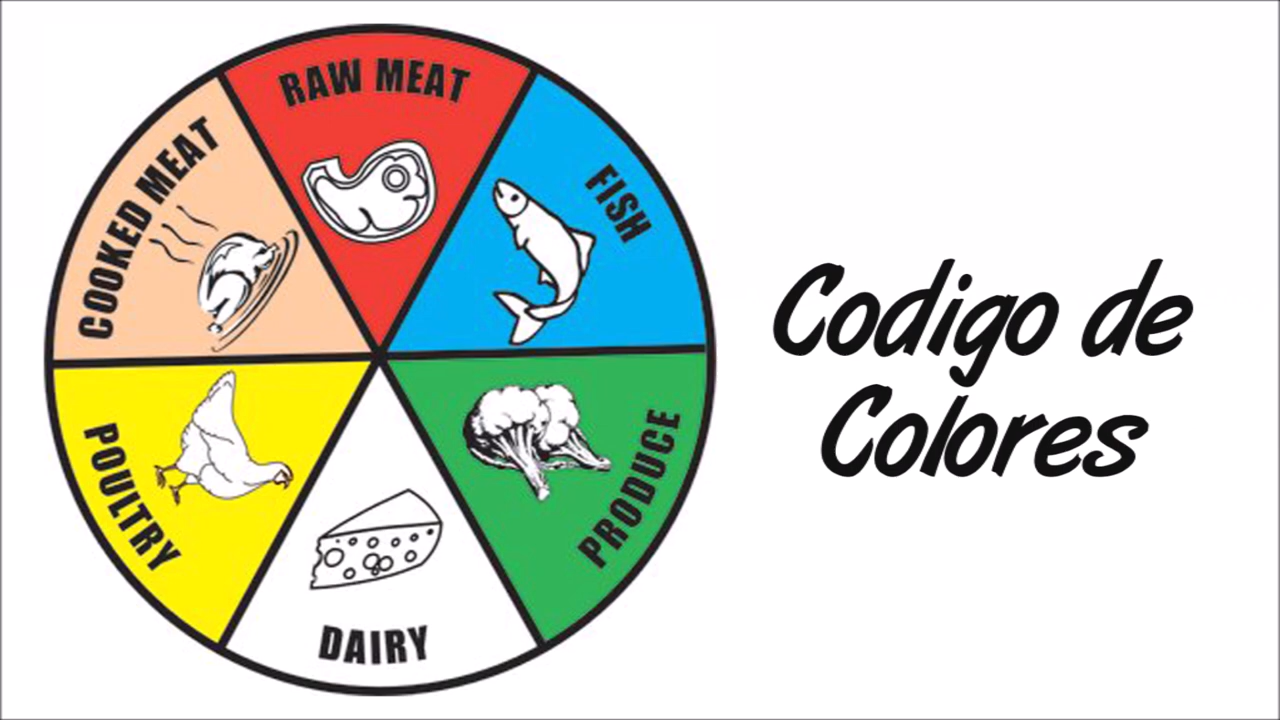 RAW MEAT
FISH
PRODUCE
DAIRY
POULTRY
COOKED MEAT
Codigo de
Colores